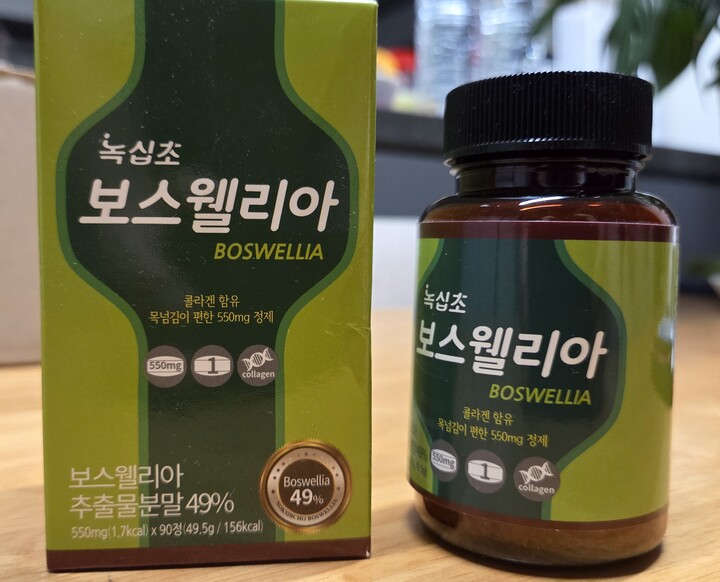 녹십초
보스웰리아
BOSWELLIA
콜라겐 함유
목넘김이 편한 550mg 정제
550mg
1
collagen
보스웰리아
추출물분말 49%
550mg(1.7kcal) x 90정(49.5g / 156kcal)
Boswellia
49%
녹십초
보스웰리아
BOSWELLIA
콜라겐 함유
목넘김이 편한 550mg 정제
550mg
1
collagen